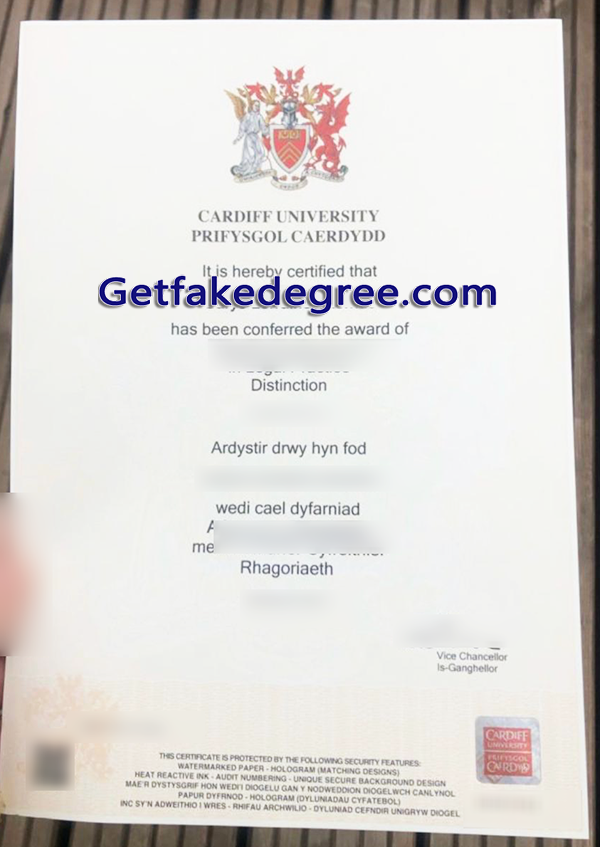 CARDIFF UNIVERSITY
PRIFYSGOL CAERDYDD
It is hereby certified that
Getfakedegree.com
has been conferred the award of
Distinction
Ardystir drwy hyn fod
wedi cael dyfarniad
A
me
Rhagoriaeth
Vice Chancellor
Is-Ganghellor
CARDIFF
UNIVERSITY
PRIFYSGOL
CAERDYDD
THIS CERTIFICATE IS PROTECTED BY THE FOLLOWING SECURITY FEATURES:
WATERMARKED PAPER - HOLOGRAM (MATCHING DESIGNS)
HEAT REACTIVE INK - AUDIT NUMBERING - UNIQUE SECURE BACKGROUND DESIGN
MAE'R DYSTYSGRIF HON WEDI'I DIOGELU GAN Y NODWEDDION DIOGELWCH CANLYNOL
PAPUR DYFRNOD - HOLOGRAM (DYLUNIADAU CYFATEBOL)
INC SY'N ADWEITHIO I WRES - RHIFAU ARCHWILIO - DYLUNIAD CEFNDIR UNIGRYW DIOGEL